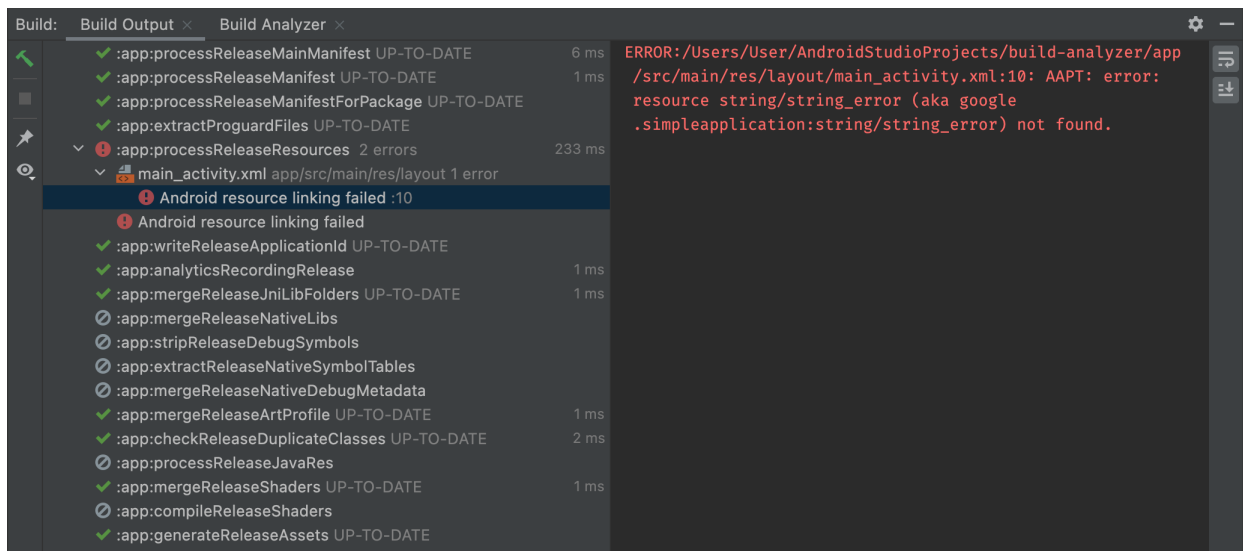 Build: Build Output × Build Analyzer ×
:app:processReleaseMainManifest UP-TO-DATE 6 ms
:app:processReleaseManifest UP-TO-DATE 1 ms
:app:processReleaseManifestForPackage UP-TO-DATE
:app:extractProguardFiles UP-TO-DATE
:app:processReleaseResources 2 errors 233 ms
main_activity.xml app/src/main/res/layout 1 error
Android resource linking failed :10
Android resource linking failed
:app:writeReleaseApplicationId UP-TO-DATE
:app:analyticsRecordingRelease 1 ms
:app:mergeReleaseJniLibFolders UP-TO-DATE 1 ms
:app:mergeReleaseNativeLibs
:app:stripReleaseDebugSymbols
:app:extractReleaseNativeSymbolTables
:app:mergeReleaseNativeDebugMetadata
:app:mergeReleaseArtProfile UP-TO-DATE 1 ms
:app:checkReleaseDuplicateClasses UP-TO-DATE 2 ms
:app:processReleaseJavaRes
:app:mergeReleaseShaders UP-TO-DATE 1 ms
:app:compileReleaseShaders
:app:generateReleaseAssets UP-TO-DATE
ERROR:/Users/User/AndroidStudioProjects/build-analyzer/app
/src/main/res/layout/main_activity.xml:10: AAPT: error:
resource string/string_error (aka google
.simpleapplication:string/string_error) not found.